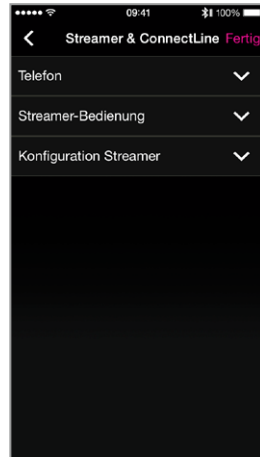 09:41
100%
Streamer & ConnectLine Fertig
Telefon
Streamer-Bedienung
Konfiguration Streamer